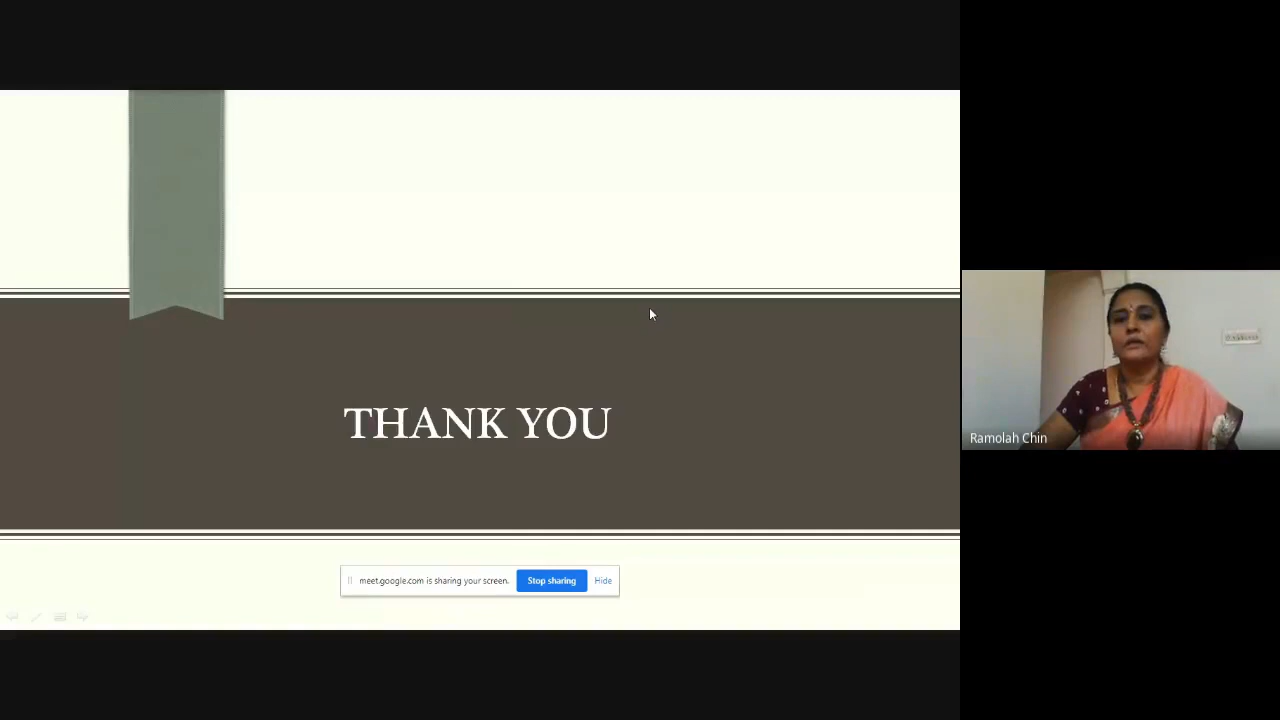 THANK YOU
Ramolah Chin
meet.google.com is sharing your screen.
Stop sharing
Hide